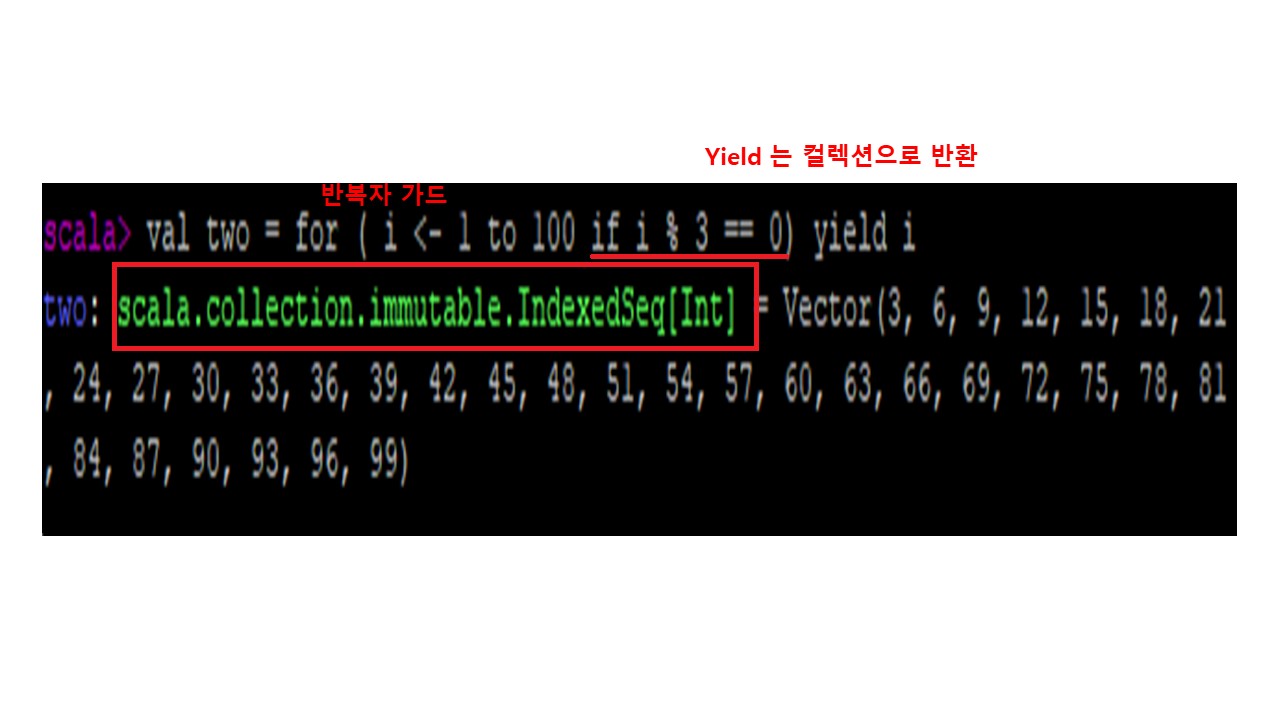 Yield 는 컬렉션으로 반환
반복자 가드
scala> val two = for ( i <- 1 to 100 if i % 3 == 0) yield i
two: scala.collection.immutable.IndexedSeq[Int] = Vector(3, 6, 9, 12, 15, 18, 21
, 24, 27, 30, 33, 36, 39, 42, 45, 48, 51, 54, 57, 60, 63, 66, 69, 72, 75, 78, 81
, 84, 87, 90, 93, 96, 99)